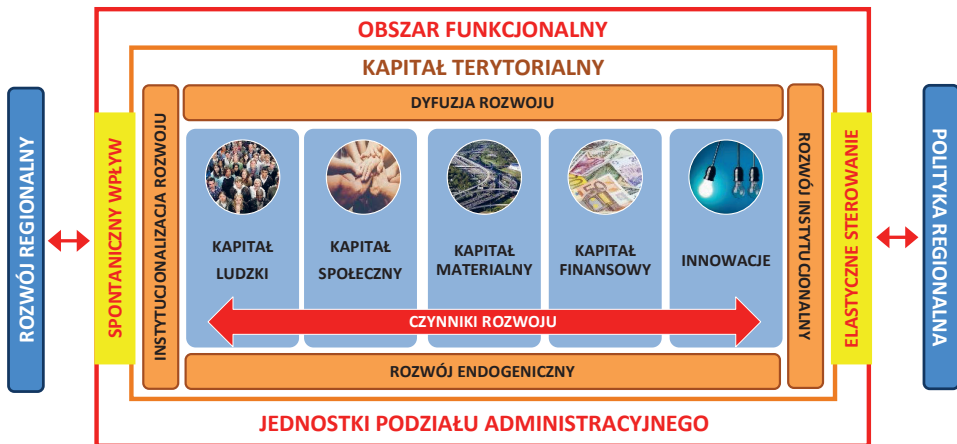 OBSZAR FUNKCJONALNY
KAPITAŁ TERYTORIALNY
ROZWÓJ REGIONALNY
SPONTANICZNY WPŁYW
INSTYTUCJONALIZACJA ROZWOJU
DYFUZJA ROZWOJU
KAPITAŁ
LUDZKI
KAPITAŁ
SPOŁECZNY
KAPITAŁ
MATERIALNY
KAPITAŁ
FINANSOWY
INNOWACJE
CZYNNIKI ROZWOJU
ROZWÓJ ENDOGENICZNY
ROZWÓJ INSTYTUCJONALNY
ELASTYCZNE STEROWANIE
POLITYKA REGIONALNA
JEDNOSTKI PODZIAŁU ADMINISTRACYJNEGO